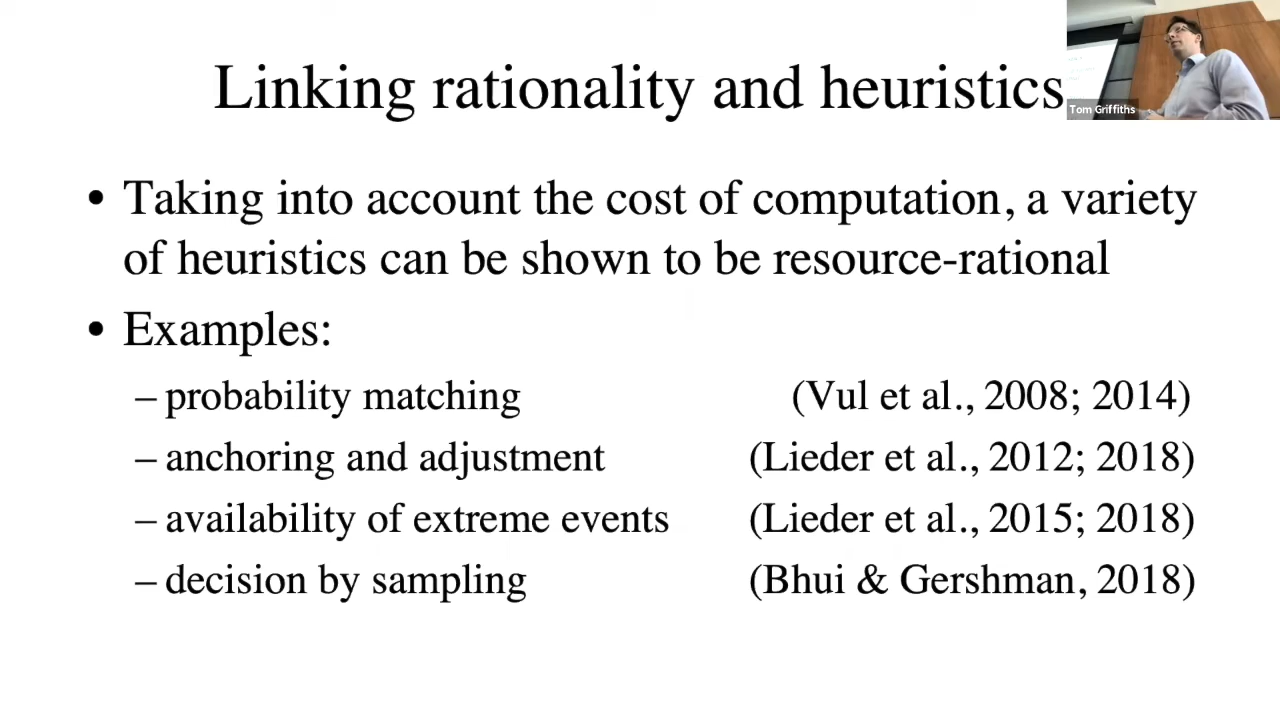 Linking rationality and heuristics
Tom Griffiths
• Taking into account the cost of computation, a variety
of heuristics can be shown to be resource-rational
• Examples:
– probability matching (Vul et al., 2008; 2014)
– anchoring and adjustment (Lieder et al., 2012; 2018)
– availability of extreme events (Lieder et al., 2015; 2018)
– decision by sampling (Bhui & Gershman, 2018)